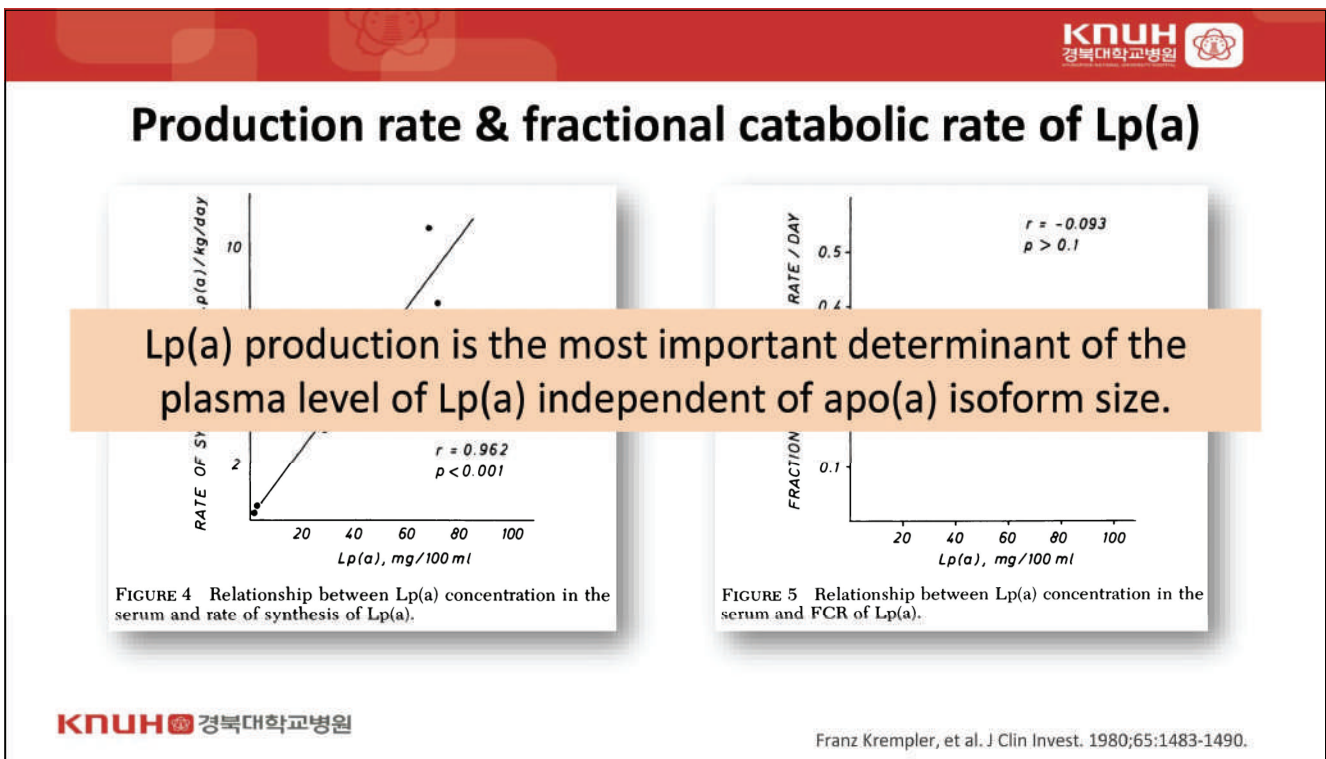 KNUH
경북대학교병원
Production rate & fractional catabolic rate of Lp(a)
RATE OF SY
p(a)/kg/day
10
2
r = 0.962
p<0.001
20 40 60 80 100
Lp(a), mg/100 ml
FIGURE 4 Relationship between Lp(a) concentration in the
serum and rate of synthesis of Lp(a).
FRACTION
RATE / DAY
0.5
0.1
r = -0.093
p > 0.1
20 40 60 80 100
Lp(a), mg/100 ml
FIGURE 5 Relationship between Lp(a) concentration in the
serum and FCR of Lp(a).
Lp(a) production is the most important determinant of the
plasma level of Lp(a) independent of apo(a) isoform size.
KNUH 경북대학교병원
Franz Krempler, et al. J Clin Invest. 1980;65:1483-1490.